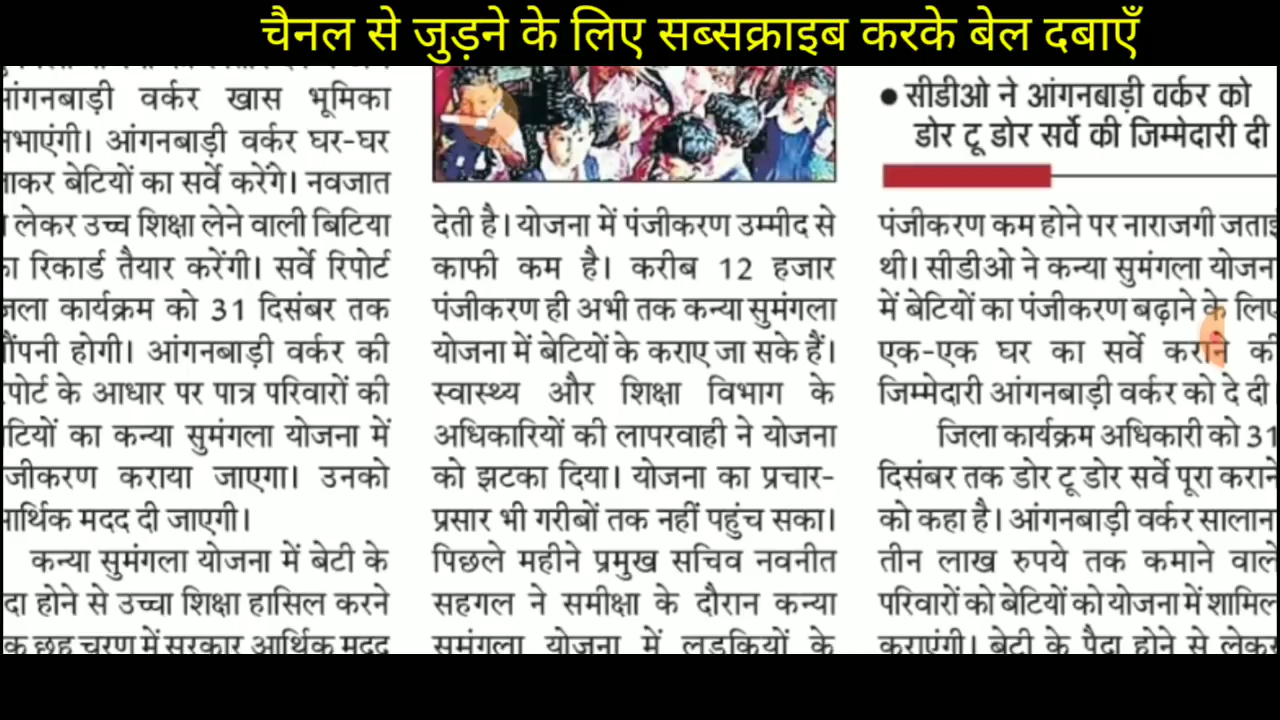 चैनल से जुड़ने के लिए सब्सक्राइब करके बेल दबाएँ
वर्कर खास भूमिका
आंगनबाड़ी वर्कर घर-घर
बेटियों का सर्वे करेंगे। नवजात
लेकर उच्च शिक्षा लेने वाली बिटिया
रिकार्ड तैयार करेंगी। सर्वे रिपोर्ट
कार्यक्रम को 31 दिसंबर तक
होगी। आंगनबाड़ी वर्कर की
के आधार पर पात्र परिवारों की
का कन्या सुमंगला योजना में
कराया जाएगा। उनको
मदद दी जाएगी।
कन्या सुमंगला योजना में बेटी के
होने से उच्चा शिक्षा हासिल करने
छह चरण में सरकार आर्थिक मदद
देती है। योजना में पंजीकरण उम्मीद से
काफी कम है। करीब 12 हजार
पंजीकरण ही अभी तक कन्या सुमंगला
योजना में बेटियों के कराए जा सके हैं।
स्वास्थ्य और शिक्षा विभाग के
अधिकारियों की लापरवाही ने योजना
को झटका दिया। योजना का प्रचार-
प्रसार भी गरीबों तक नहीं पहुंच सका।
पिछले महीने प्रमुख सचिव नवनीत
सहगल ने समीक्षा के दौरान कन्या
सुमंगला योजना में लड़कियों के
● सीडीओ ने आंगनबाड़ी वर्कर को
डोर टू डोर सर्वे की जिम्मेदारी दी
पंजीकरण कम होने पर नाराजगी जताई
थी। सीडीओ ने कन्या सुमंगला योजना
में बेटियों का पंजीकरण बढ़ाने के लिए
एक-एक घर का सर्वे कराने की
जिम्मेदारी आंगनबाड़ी वर्कर को दे दी
जिला कार्यक्रम अधिकारी को 31
दिसंबर तक डोर टू डोर सर्वे पूरा कराने
को कहा है। आंगनबाड़ी वर्कर सालाना
तीन लाख रुपये तक कमाने वाले
परिवारों को बेटियों को योजना में शामिल
कराएंगी। बेटी के पैदा होने से लेकर